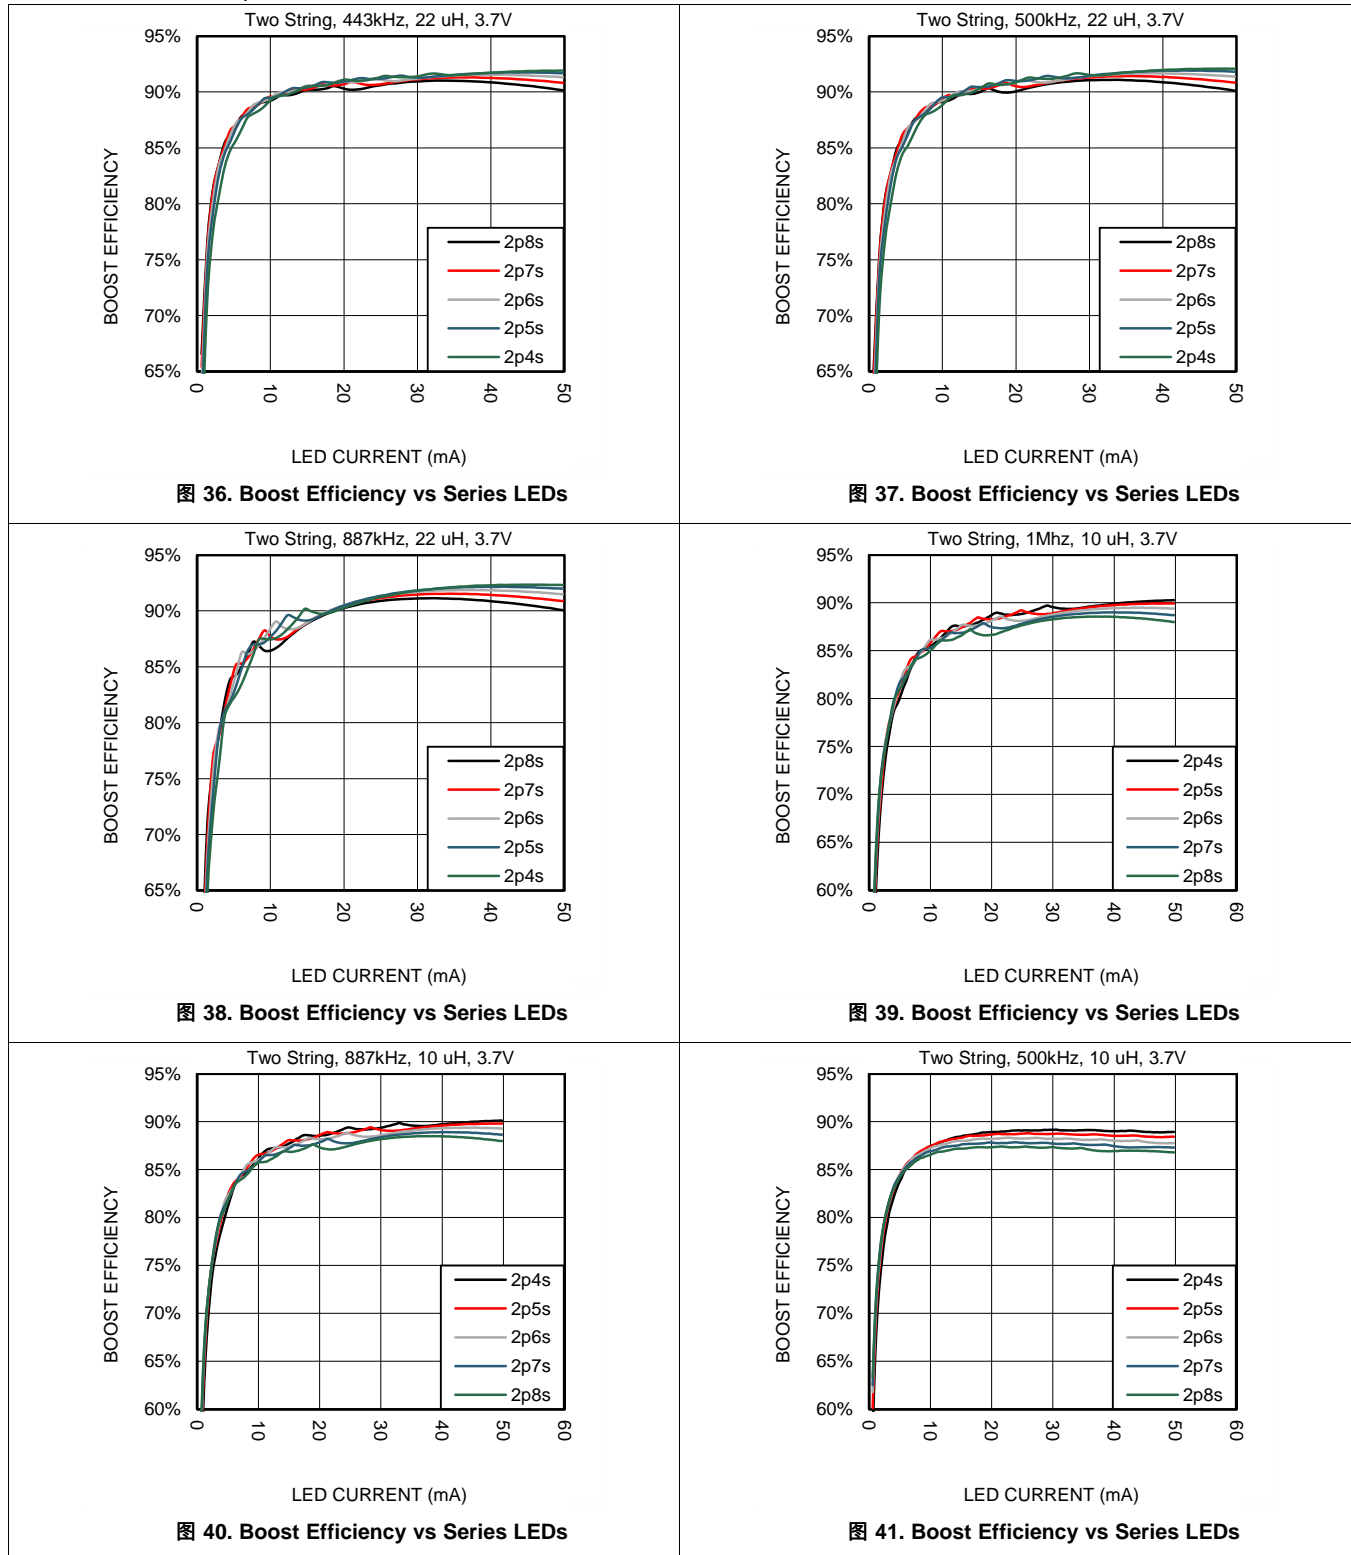 Two String, 443kHz, 22 uH, 3.7V
95%
90%
85%
80%
75%
70%
65%
BOOST EFFICIENCY
2p8s
2p7s
2p6s
2p5s
2p4s
0
10
20
30
40
50
LED CURRENT (mA)
图 36. Boost Efficiency vs Series LEDs
Two String, 500kHz, 22 uH, 3.7V
95%
90%
85%
80%
75%
70%
65%
BOOST EFFICIENCY
2p8s
2p7s
2p6s
2p5s
2p4s
0
10
20
30
40
50
LED CURRENT (mA)
图 37. Boost Efficiency vs Series LEDs
Two String, 887kHz, 22 uH, 3.7V
95%
90%
85%
80%
75%
70%
65%
BOOST EFFICIENCY
2p8s
2p7s
2p6s
2p5s
2p4s
0
10
20
30
40
50
LED CURRENT (mA)
图 38. Boost Efficiency vs Series LEDs
Two String, 1Mhz, 10 uH, 3.7V
95%
90%
85%
80%
75%
70%
65%
60%
BOOST EFFICIENCY
2p4s
2p5s
2p6s
2p7s
2p8s
0
10
20
30
40
50
60
LED CURRENT (mA)
图 39. Boost Efficiency vs Series LEDs
Two String, 887kHz, 10 uH, 3.7V
95%
90%
85%
80%
75%
70%
65%
60%
BOOST EFFICIENCY
2p4s
2p5s
2p6s
2p7s
2p8s
0
10
20
30
40
50
60
LED CURRENT (mA)
图 40. Boost Efficiency vs Series LEDs
Two String, 500kHz, 10 uH, 3.7V
95%
90%
85%
80%
75%
70%
65%
60%
BOOST EFFICIENCY
2p4s
2p5s
2p6s
2p7s
2p8s
0
10
20
30
40
50
60
LED CURRENT (mA)
图 41. Boost Efficiency vs Series LEDs